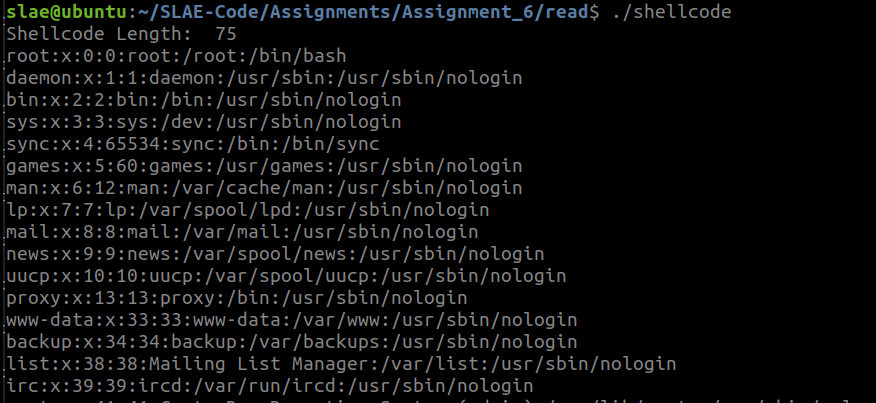 slae@ubuntu:~/SLAE-Code/Assignments/Assignment_6/read$ ./shellcode
Shellcode Length:  75
root:x:0:0:root:/root:/bin/bash
daemon:x:1:1:daemon:/usr/sbin:/usr/sbin/nologin
bin:x:2:2:bin:/bin:/usr/sbin/nologin
sys:x:3:3:sys:/dev:/usr/sbin/nologin
sync:x:4:65534:sync:/bin:/bin/sync
games:x:5:60:games:/usr/games:/usr/sbin/nologin
man:x:6:12:man:/var/cache/man:/usr/sbin/nologin
lp:x:7:7:lp:/var/spool/lpd:/usr/sbin/nologin
mail:x:8:8:mail:/var/mail:/usr/sbin/nologin
news:x:9:9:news:/var/spool/news:/usr/sbin/nologin
uucp:x:10:10:uucp:/var/spool/uucp:/usr/sbin/nologin
proxy:x:13:13:proxy:/bin:/usr/sbin/nologin
www-data:x:33:33:www-data:/var/www:/usr/sbin/nologin
backup:x:34:34:backup:/var/backups:/usr/sbin/nologin
list:x:38:38:Mailing List Manager:/var/list:/usr/sbin/nologin
irc:x:39:39:ircd:/var/run/ircd:/usr/sbin/nologin